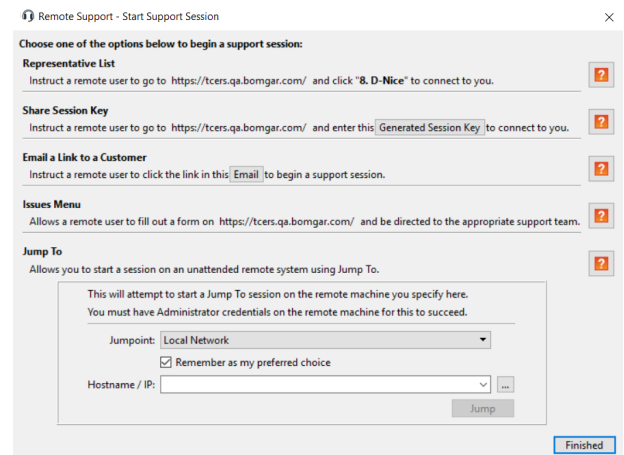 Remote Support - Start Support Session
Choose one of the options below to begin a support session:
Representative List
Instruct a remote user to go to https://tcers.qa.bomgar.com/ and click "8. D-Nice" to connect to you.
Share Session Key
Instruct a remote user to go to https://tcers.qa.bomgar.com/ and enter this Generated Session Key to connect to you.
Email a Link to a Customer
Instruct a remote user to click the link in this Email to begin a support session.
Issues Menu
Allows a remote user to fill out a form on https://tcers.qa.bomgar.com/ and be directed to the appropriate support team.
Jump To
Allows you to start a session on an unattended remote system using Jump To.
This will attempt to start a Jump To session on the remote machine you specify here.
You must have Administrator credentials on the remote machine for this to succeed.
Jumpoint: Local Network
Remember as my preferred choice
Hostname / IP: ...
Jump
Finished